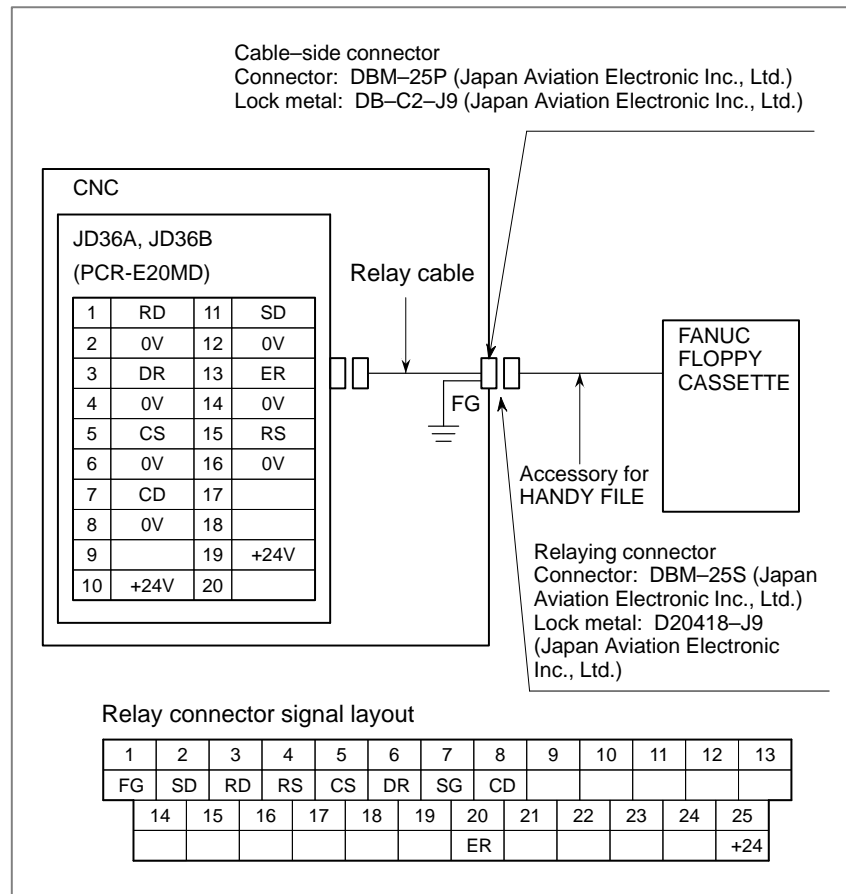 Cable–side connector
Connector: DBM–25P (Japan Aviation Electronic Inc., Ltd.)
Lock metal: DB–C2–J9 (Japan Aviation Electronic Inc., Ltd.)
CNC
JD36A, JD36B
(PCR-E20MD)
1 RD 11 SD
2 0V 12 0V
3 DR 13 ER
4 0V 14 0V
5 CS 15 RS
6 0V 16 0V
7 CD 17
8 0V 18
9 19 +24V
10 +24V 20
Relay cable
FG
FANUC
FLOPPY
CASSETTE
Accessory for
HANDY FILE
Relaying connector
Connector: DBM–25S (Japan
Aviation Electronic Inc., Ltd.)
Lock metal: D20418–J9
(Japan Aviation Electronic
Inc., Ltd.)
Relay connector signal layout
1 2 3 4 5 6 7 8 9 10 11 12 13
FG SD RD RS CS DR SG CD
14 15 16 17 18 19 20 21 22 23 24 25
ER +24